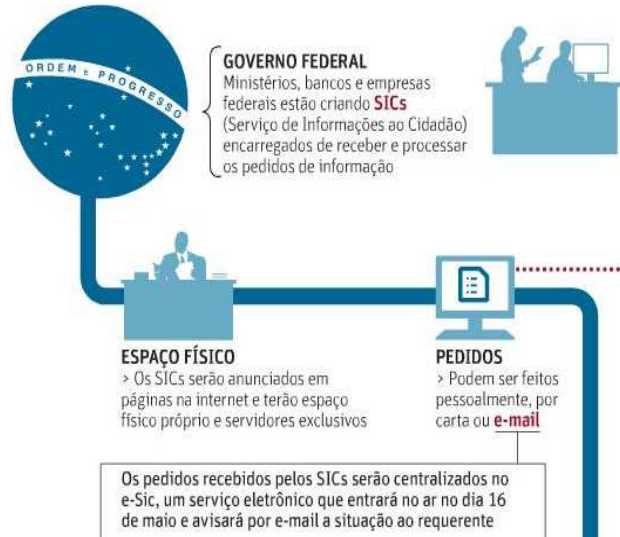 ORDEM E PROGRESSO
GOVERNO FEDERAL
Ministérios, bancos e empresas
federais estão criando SICs
(Serviço de Informações ao Cidadão)
encarregados de receber e processar
os pedidos de informação
ESPAÇO FÍSICO
> Os SICs serão anunciados em
páginas na internet e terão espaço
físico próprio e servidores exclusivos
PEDIDOS
> Podem ser feitos
pessoalmente, por
carta ou e-mail
Os pedidos recebidos pelos SICs serão centralizados no
e-Sic, um serviço eletrônico que entrará no ar no dia 16
de maio e avisará por e-mail a situação ao requerente